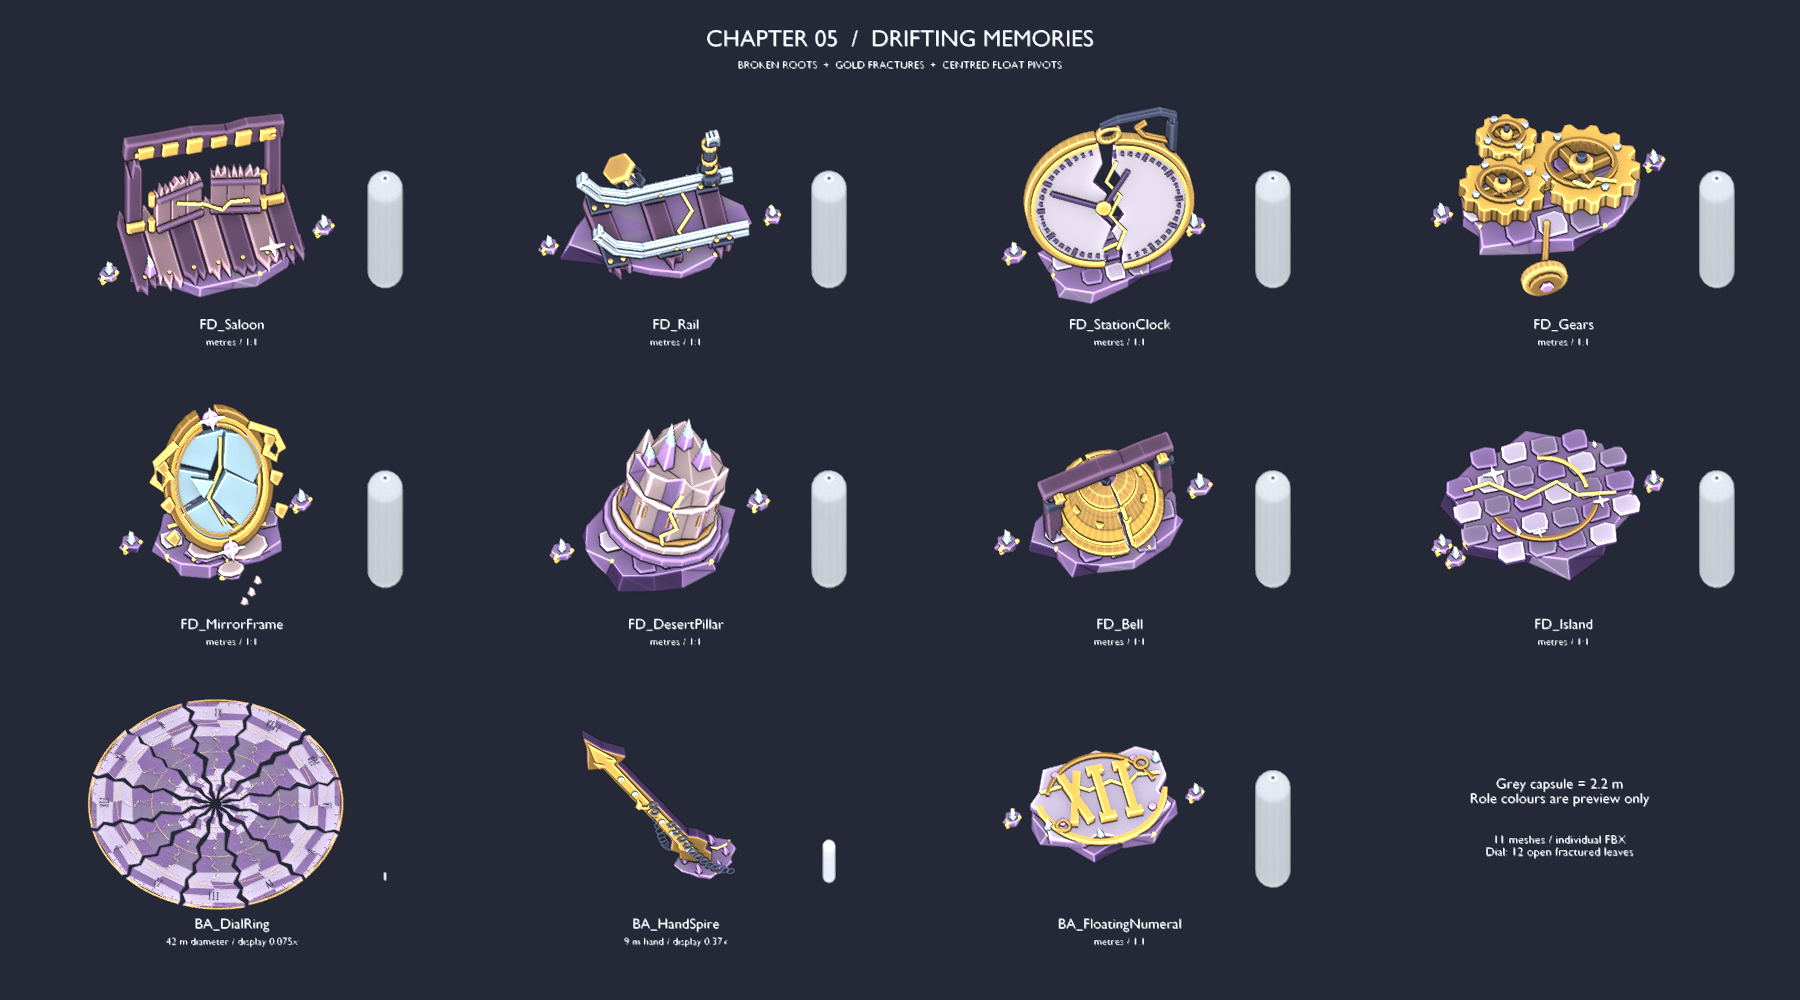 CHAPTER 05 / DRIFTING MEMORIES
BROKEN ROOTS + GOLD FRACTURES + CENTRED FLOAT PIVOTS
FD_Saloon
metres / 1:1
FD_Rail
metres / 1:1
FD_StationClock
metres / 1:1
FD_Gears
metres / 1:1
FD_MirrorFrame
metres / 1:1
FD_DesertPillar
metres / 1:1
FD_Bell
metres / 1:1
FD_Island
metres / 1:1
XII
BA_DialRing
42 m diameter / display 0.075x
BA_HandSpire
9 m hand / display 0.37x
BA_FloatingNumeral
metres / 1:1
Grey capsule = 2.2 m
Role colours are preview only
11 meshes / individual FBX
Dial: 12 open fractured leaves